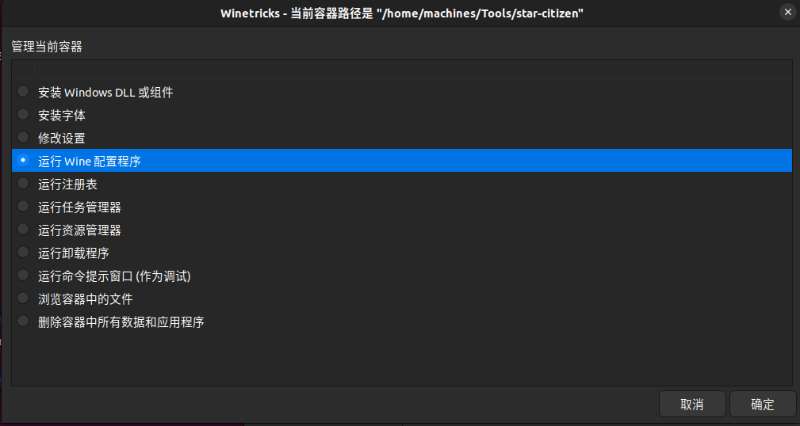 Winetricks - 当前容器路径是 "/home/machines/Tools/star-citizen"
管理当前容器
安装 Windows DLL 或组件
安装字体
修改设置
运行 Wine 配置程序
运行注册表
运行任务管理器
运行资源管理器
运行卸载程序
运行命令提示窗口 (作为调试)
浏览容器中的文件
删除容器中所有数据和应用程序
取消
确定